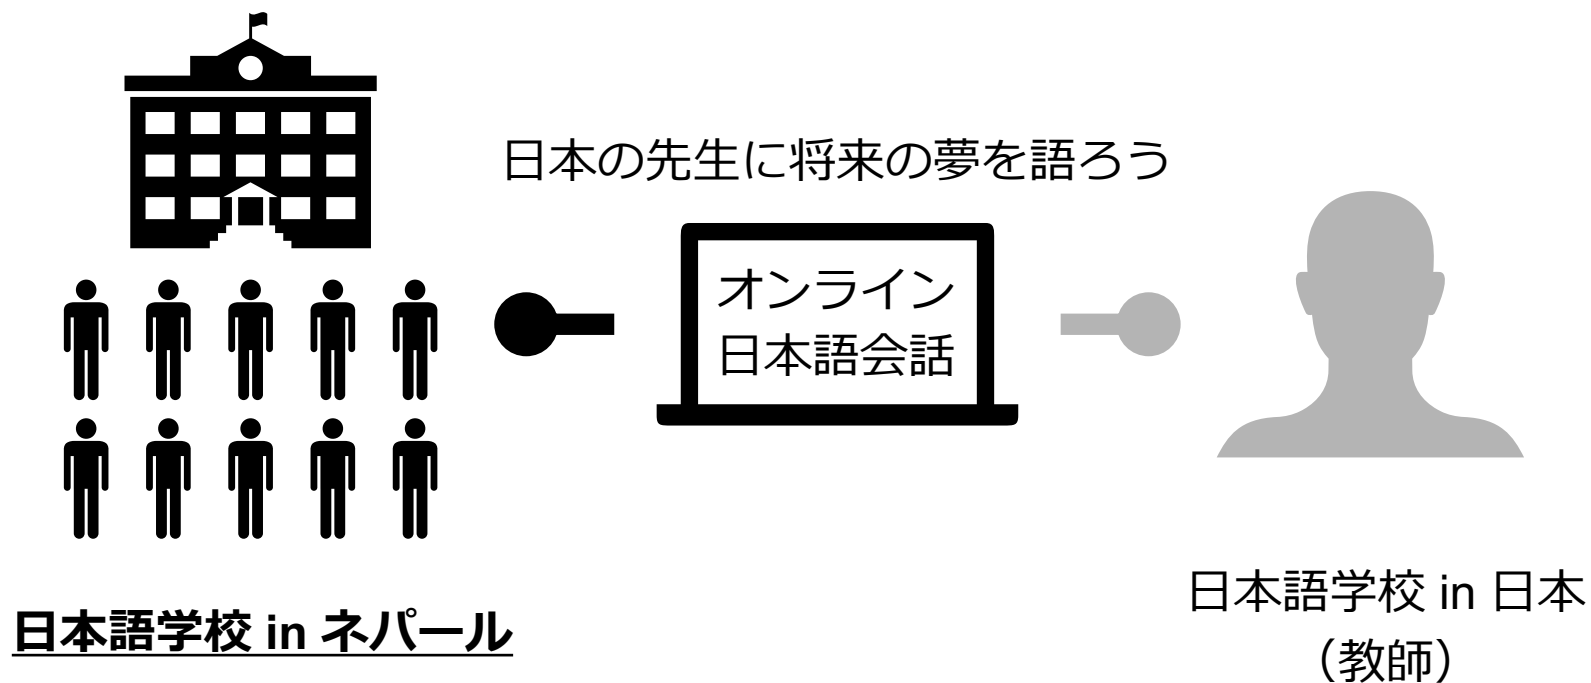 日本の先生に将来の夢を語ろう
オンライン
日本語会話
日本語学校 in ネパール
日本語学校 in 日本
（教師）